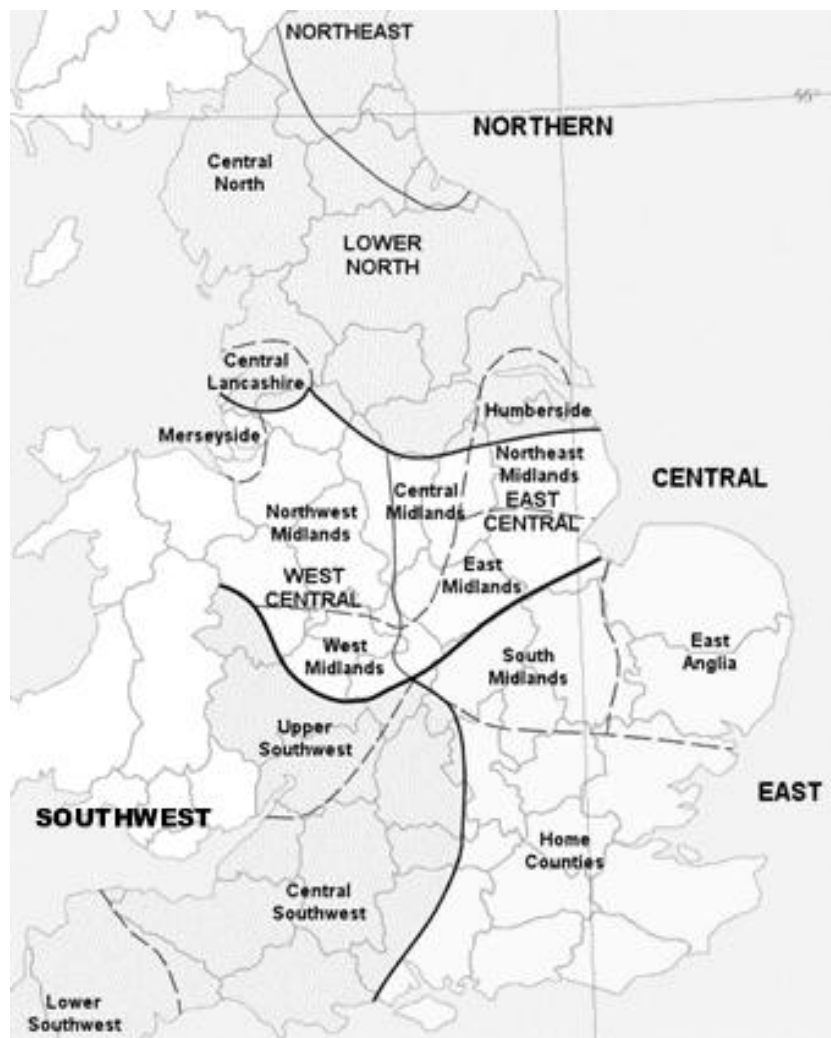 NORTHEAST
55°
NORTHERN
Central
North
LOWER
NORTH
Central
Lancashire
Humberside
Merseyside
Northeast
Midlands
CENTRAL
Central
Midlands
EAST
CENTRAL
Northwest
Midlands
East
Midlands
WEST
CENTRAL
West
Midlands
South
Midlands
East
Anglia
Upper
Southwest
EAST
SOUTHWEST
Home
Counties
Central
Southwest
Lower
Southwest